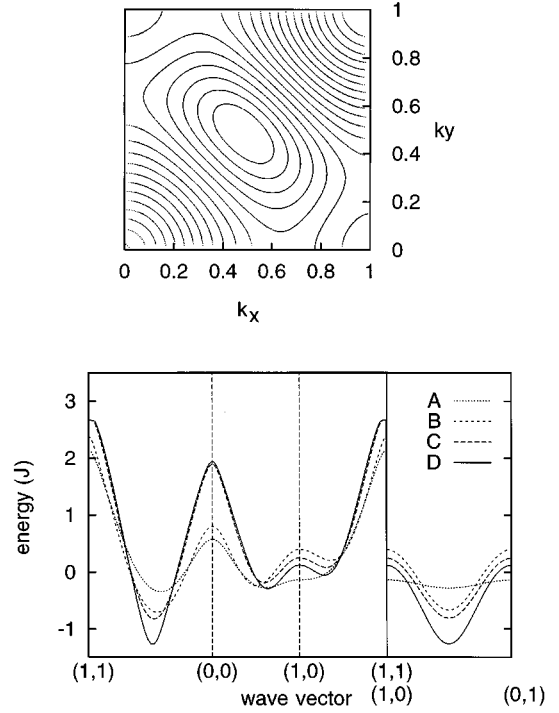 1
0.8
0.6
ky
0.4
0.2
0
0 0.2 0.4 0.6 0.8 1
k_x
3
2
1
0
-1
energy (J)
A
B
C
D
(1,1) (0,0) (1,0) (1,1)
(1,0) (0,1)
wave vector